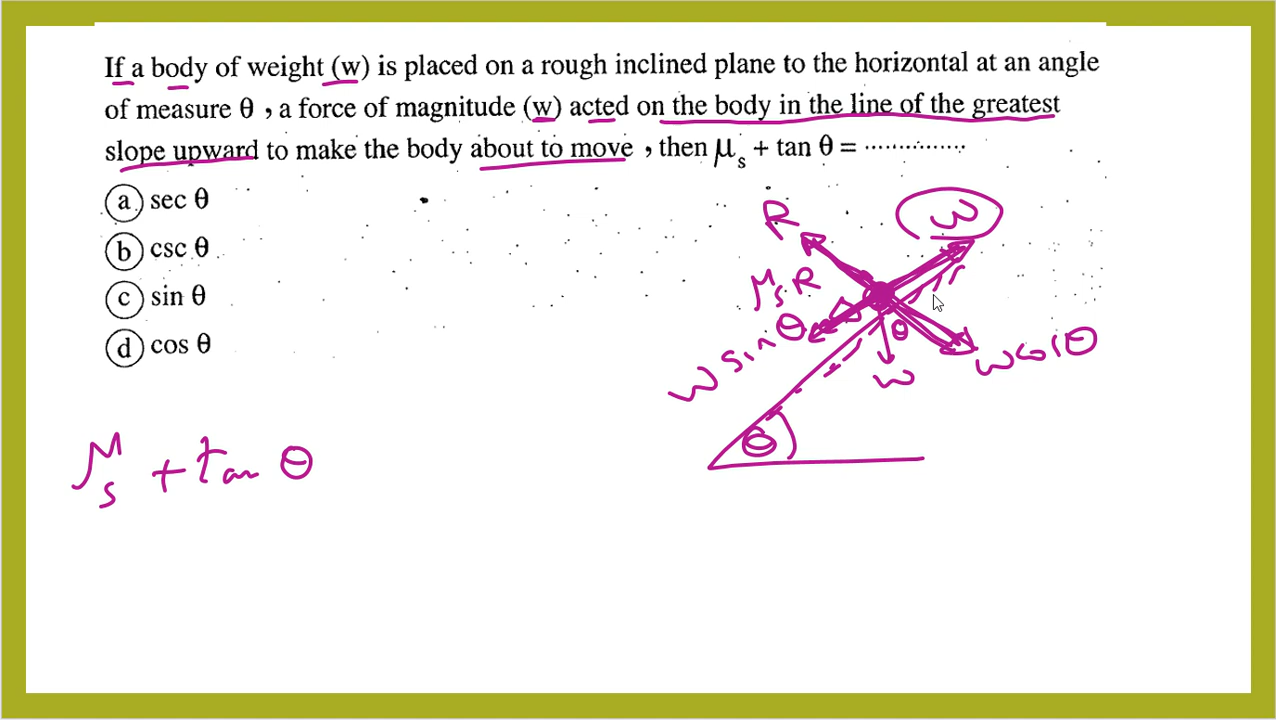 If a body of weight (w) is placed on a rough inclined plane to the horizontal at an angle
of measure θ , a force of magnitude (w) acted on the body in the line of the greatest
slope upward to make the body about to move , then μs + tan θ = ...............
a sec θ
b csc θ
c sin θ
d cos θ
R
w
μs R
w sin θ
θ
w
w cos θ
θ
μs + tan θ